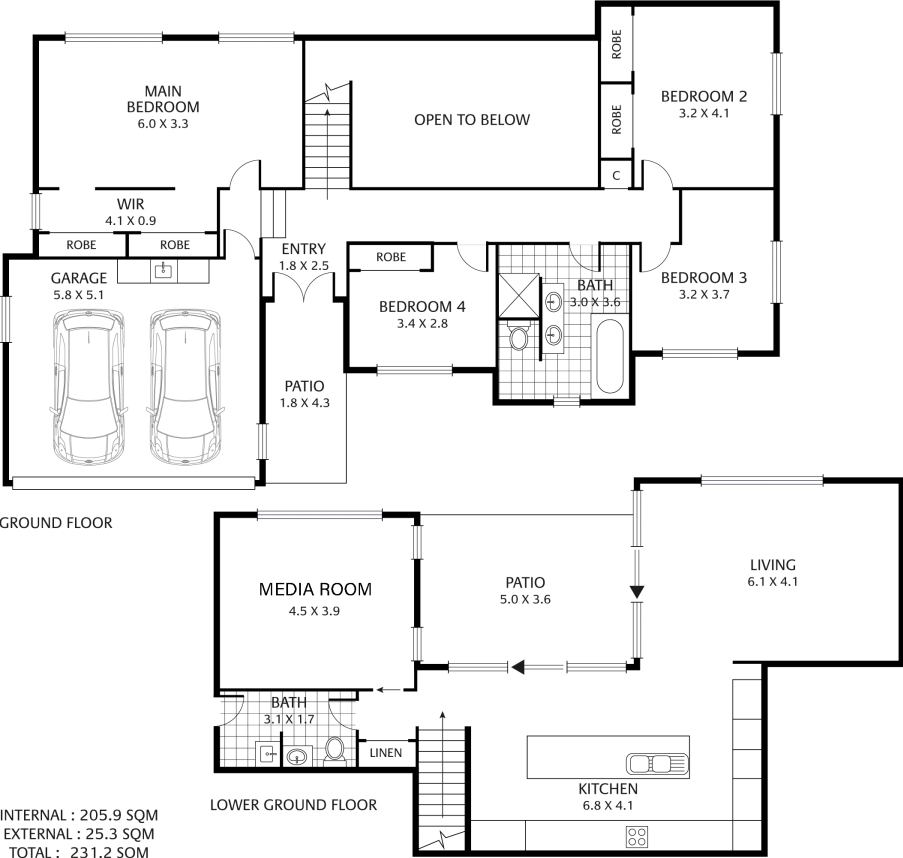 MAIN
BEDROOM
6.0 X 3.3
OPEN TO BELOW
ROBE
ROBE
C
BEDROOM 2
3.2 X 4.1
WIR
4.1 X 0.9
ROBE
ROBE
ENTRY
1.8 X 2.5
ROBE
BEDROOM 4
3.4 X 2.8
BATH
3.0 X 3.6
BEDROOM 3
3.2 X 3.7
GARAGE
5.8 X 5.1
PATIO
1.8 X 4.3
GROUND FLOOR
MEDIA ROOM
4.5 X 3.9
PATIO
5.0 X 3.6
LIVING
6.1 X 4.1
BATH
3.1 X 1.7
LINEN
KITCHEN
6.8 X 4.1
LOWER GROUND FLOOR
INTERNAL : 205.9 SQM
EXTERNAL : 25.3 SQM
TOTAL : 231.2 SQM